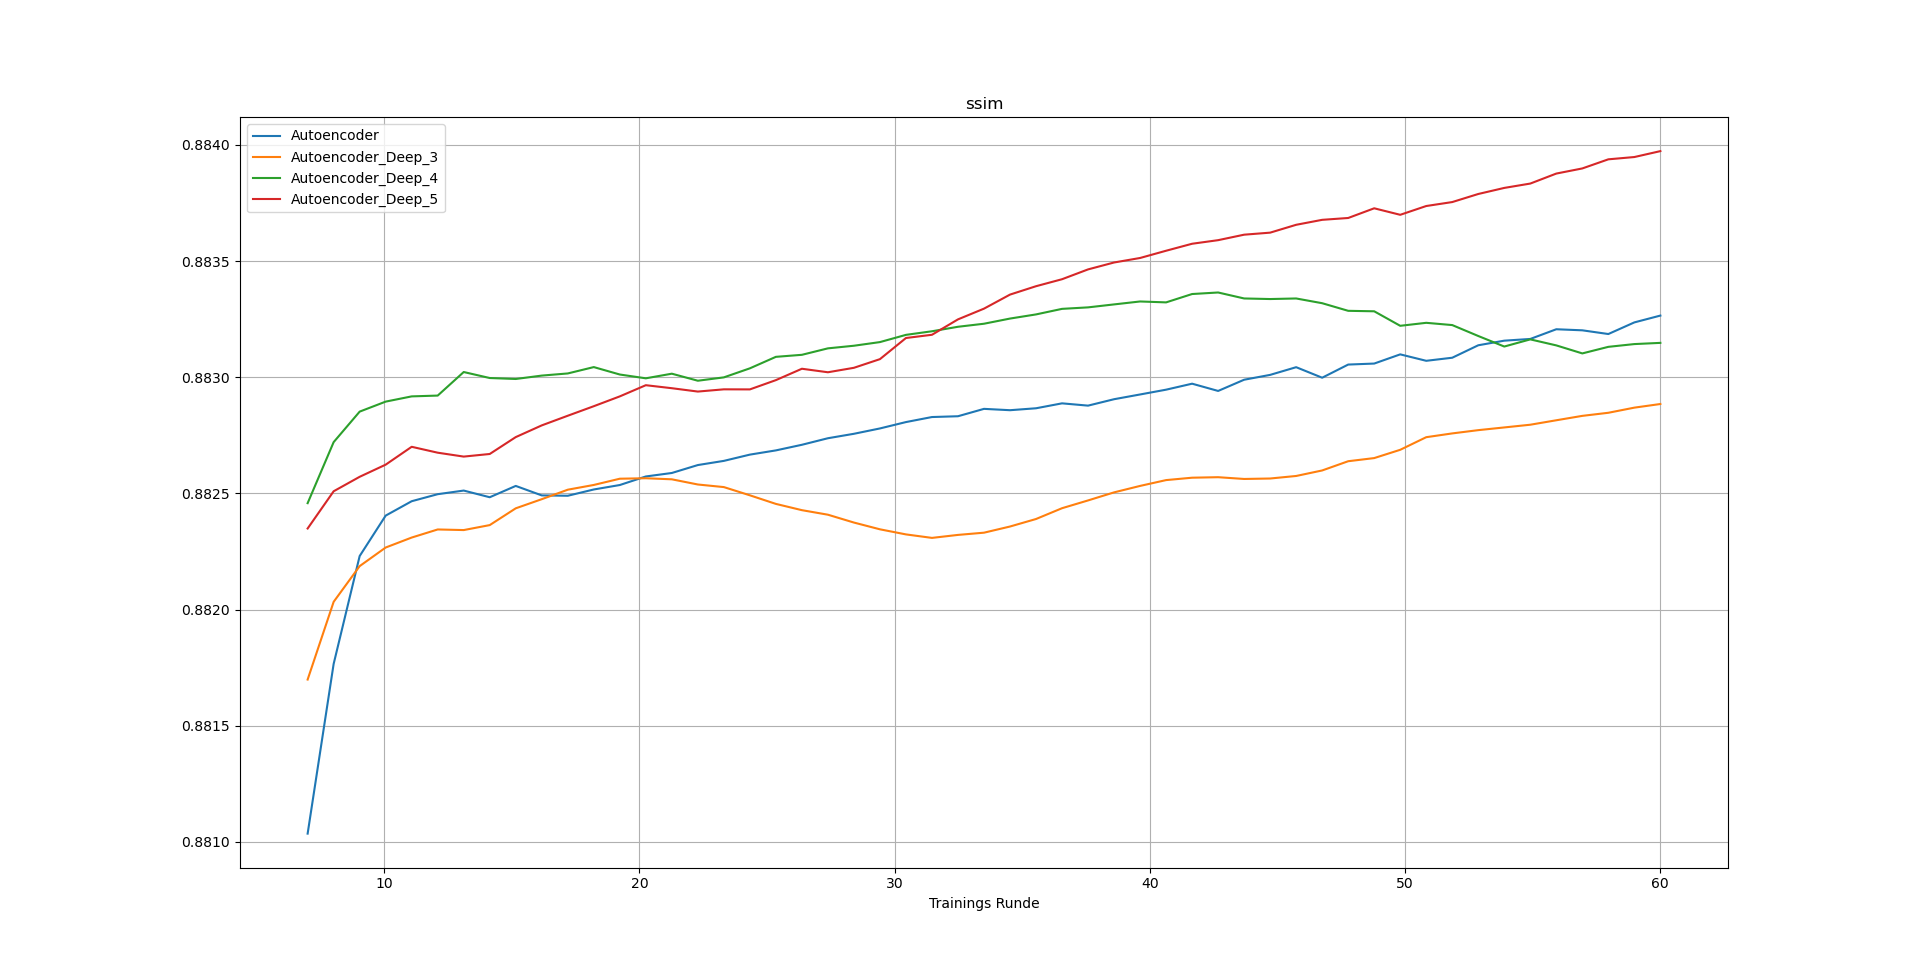 ssim
Autoencoder
Autoencoder_Deep_3
Autoencoder_Deep_4
Autoencoder_Deep_5
0.8840
0.8835
0.8830
0.8825
0.8820
0.8815
0.8810
10 20 30 40 50 60
Trainings Runde